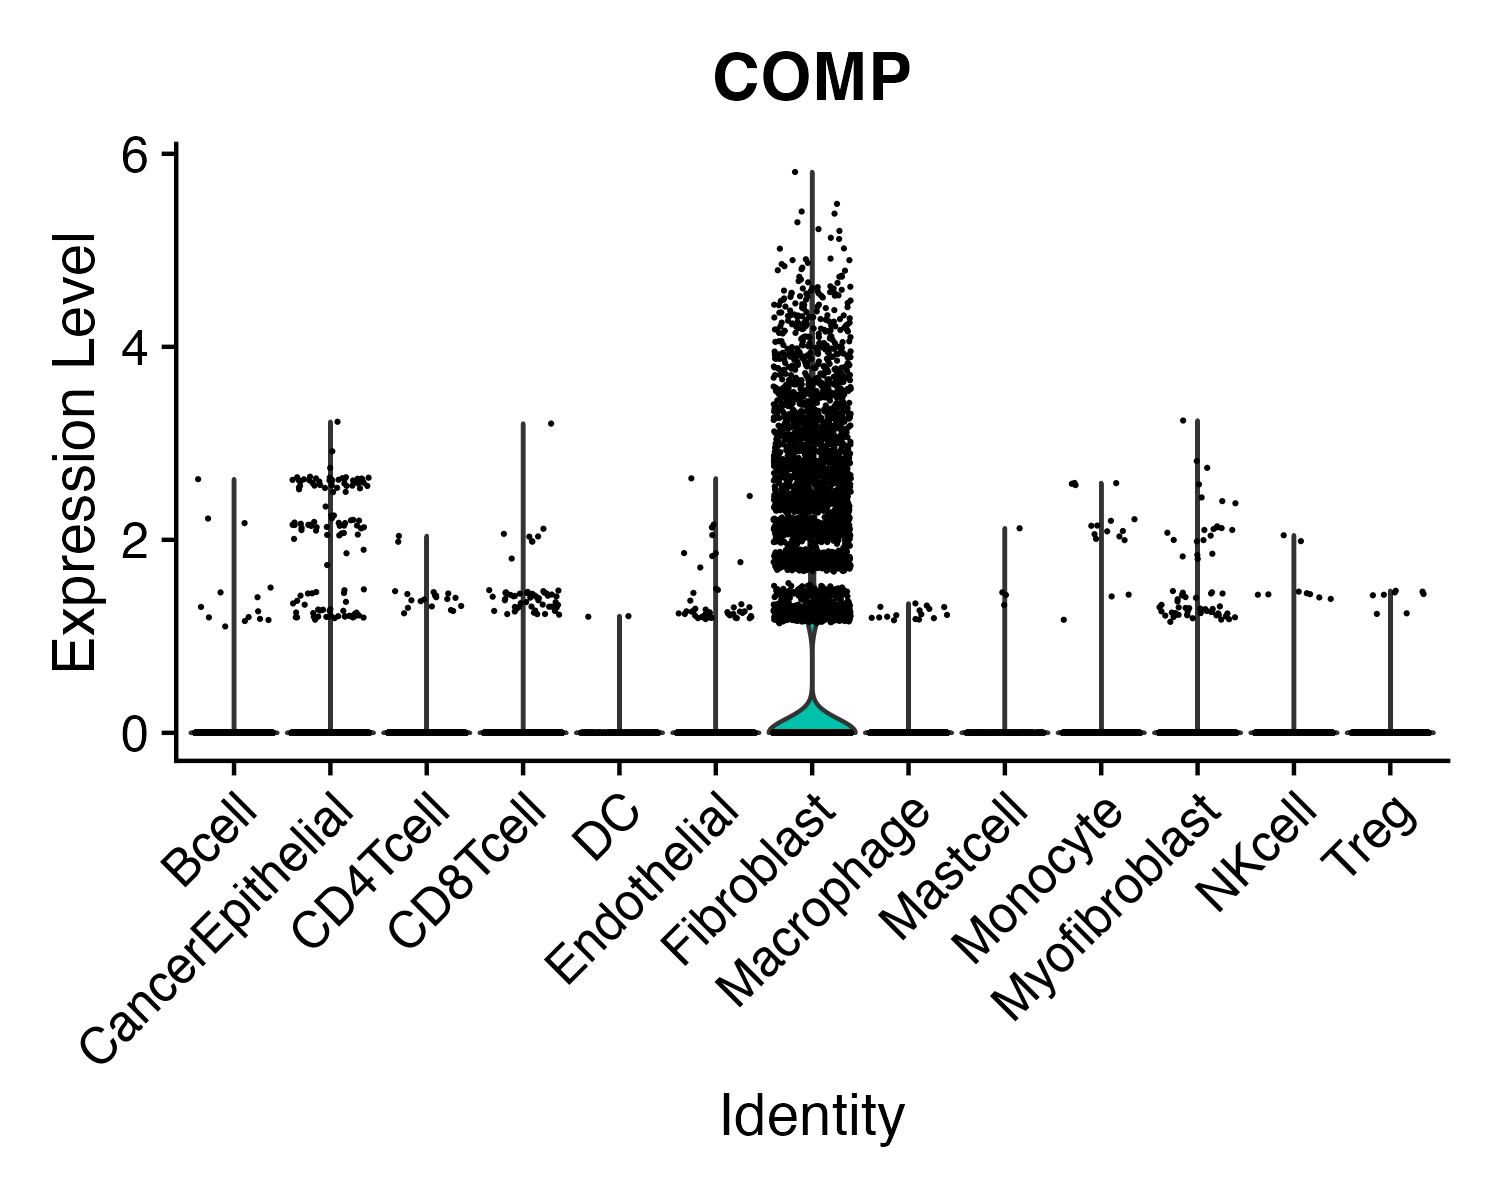 COMP
Expression Level
6
4
2
0
Bcell
CancerEpithelial
CD4Tcell
CD8Tcell
DC
Endothelial
Fibroblast
Macrophage
Mastcell
Monocyte
Myofibroblast
NKcell
Treg
Identity